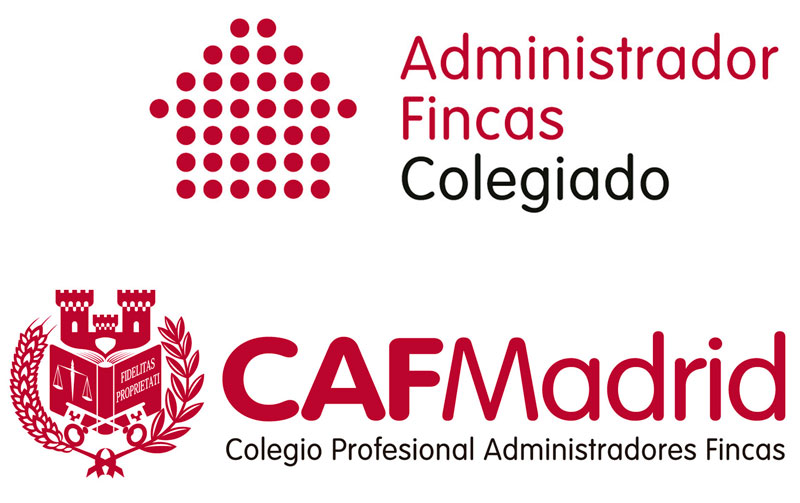 Administrador
Fincas
Colegiado
FIDELITAS
PROPRIETATI
CAFMadrid
Colegio Profesional Administradores Fincas